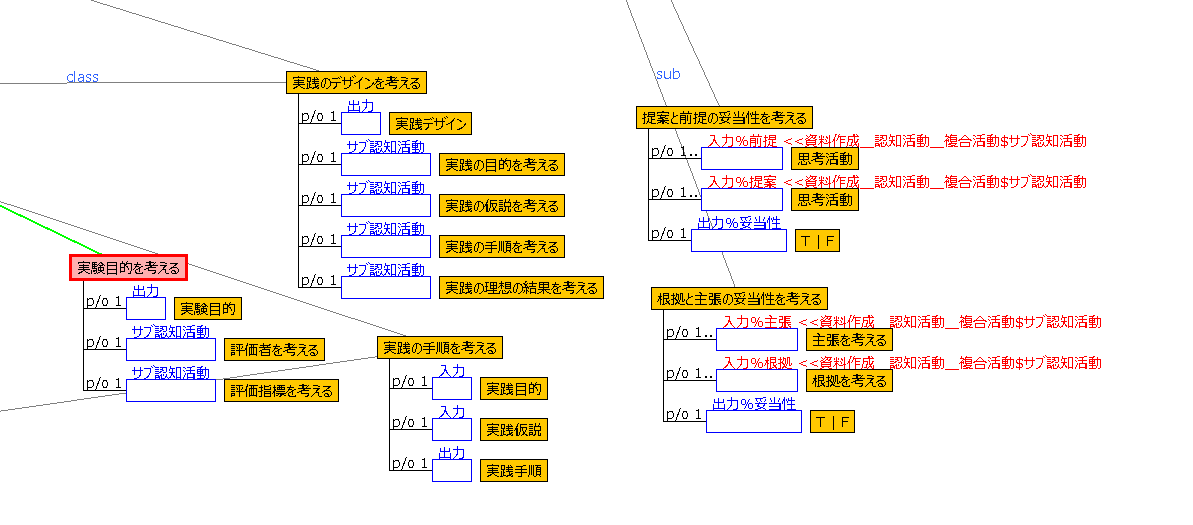 class
実践のデザインを考える
p/o 1
出力
実践デザイン
p/o 1
サブ認知活動
実践の目的を考える
p/o 1
サブ認知活動
実践の仮説を考える
p/o 1
サブ認知活動
実践の手順を考える
p/o 1
サブ認知活動
実践の理想の結果を考える
実験目的を考える
p/o 1
出力
実験目的
p/o 1
サブ認知活動
評価者を考える
p/o 1
サブ認知活動
評価指標を考える
実践の手順を考える
p/o 1
入力
実践目的
p/o 1
入力
実践仮説
p/o 1
出力
実践手順
sub
提案と前提の妥当性を考える
p/o 1..
入力%前提 <<資料作成__認知活動__複合活動$サブ認知活動
思考活動
p/o 1..
入力%提案 <<資料作成__認知活動__複合活動$サブ認知活動
思考活動
p/o 1
出力%妥当性
T | F
根拠と主張の妥当性を考える
p/o 1..
入力%主張 <<資料作成__認知活動__複合活動$サブ認知活動
主張を考える
p/o 1..
入力%根拠 <<資料作成__認知活動__複合活動$サブ認知活動
根拠を考える
p/o 1
出力%妥当性
T | F